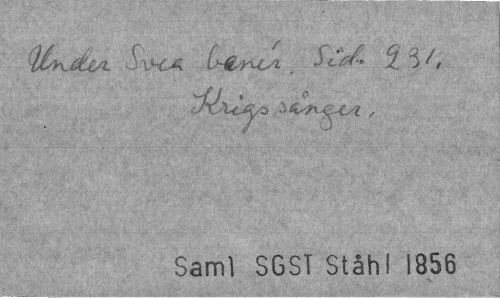 Under Svea banér. Sid. 231.
Krigssånger.
Saml SGST Ståhl 1856